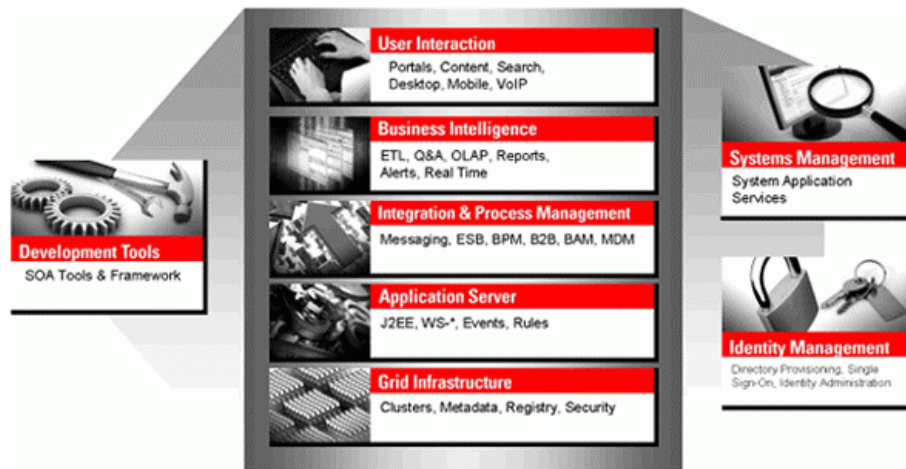 User Interaction
Portals, Content, Search,
Desktop, Mobile, VoIP
Business Intelligence
ETL, Q&A, OLAP, Reports,
Alerts, Real Time
Integration & Process Management
Messaging, ESB, BPM, B2B, BAM, MDM
Application Server
J2EE, WS-*, Events, Rules
Grid Infrastructure
Clusters, Metadata, Registry, Security
Development Tools
SOA Tools & Framework
Systems Management
System Application
Services
Identity Management
Directory Provisioning, Single
Sign-On, Identity Administration